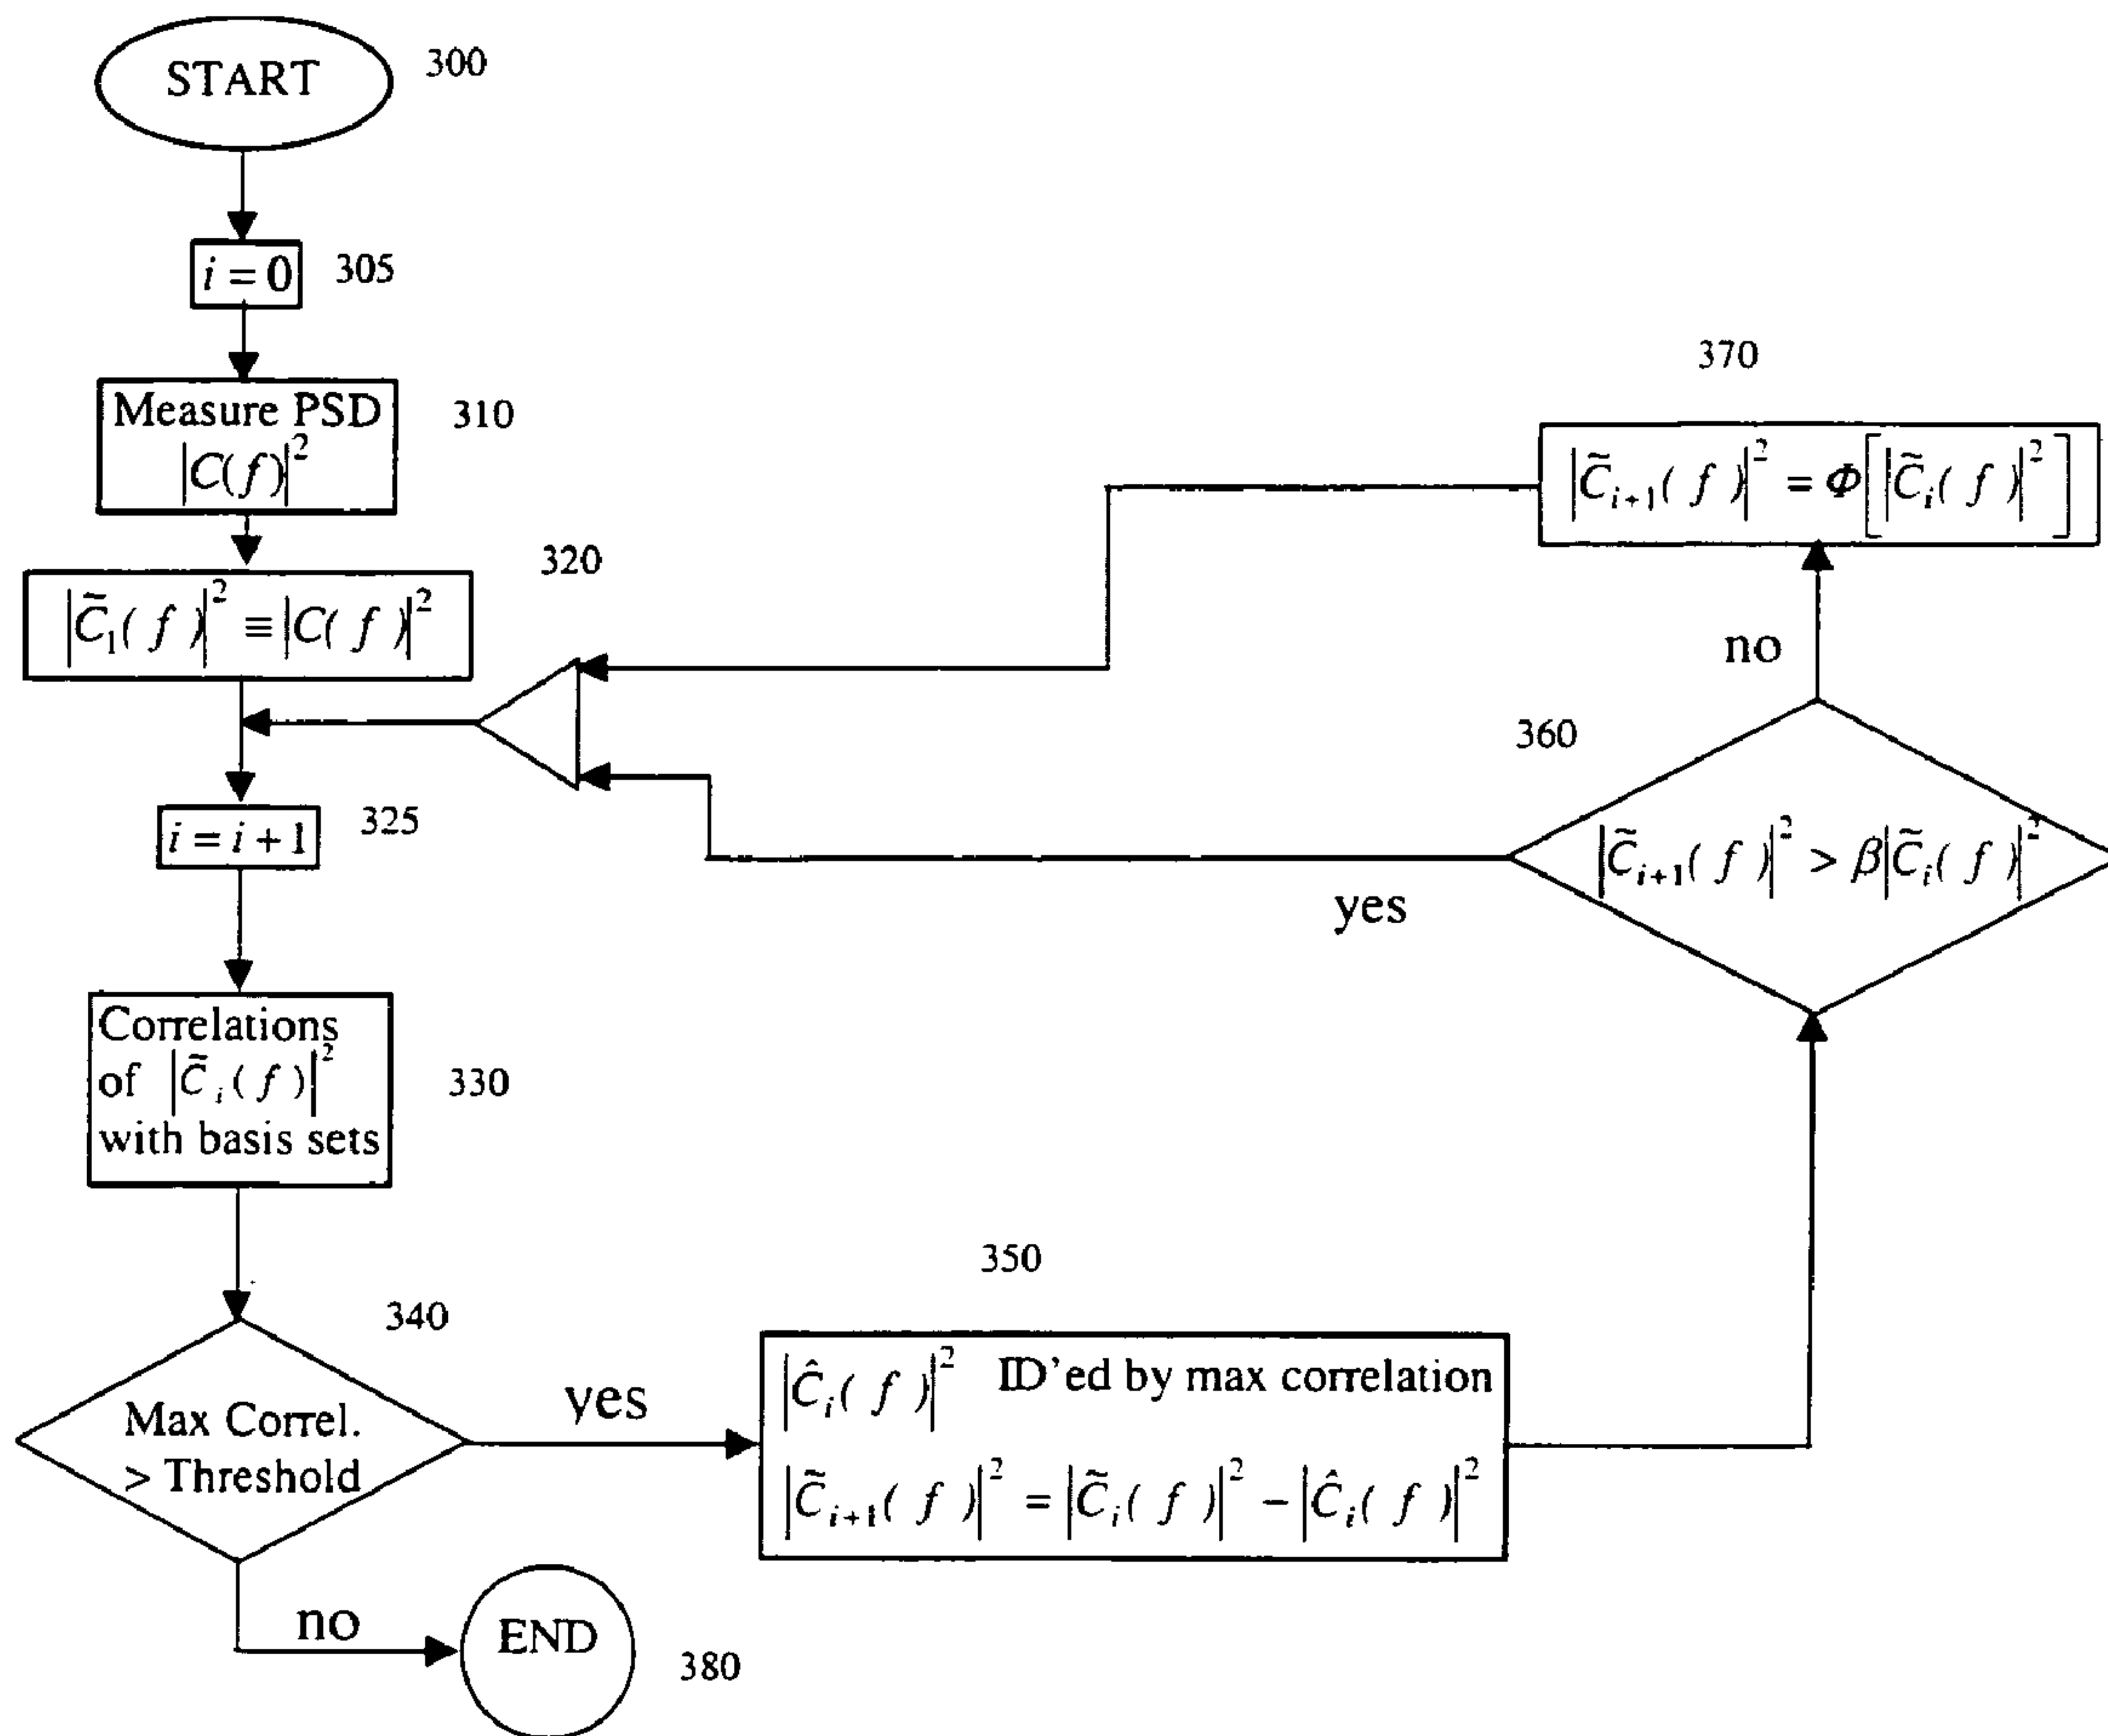 START
300
i = 0
305
Measure PSD
|C(f)|²
310
|C̃₁(f)|² ≡ |C(f)|²
320
i = i + 1
325
Correlations
of |C̃ᵢ(f)|²
with basis sets
330
Max Correl.
> Threshold
340
yes
no
END
380
350
|Ĉᵢ(f)|² ID'ed by max correlation
|C̃ᵢ₊₁(f)|² = |C̃ᵢ(f)|² − |Ĉᵢ(f)|²
360
|C̃ᵢ₊₁(f)|² > β|C̃ᵢ(f)|²
yes
no
370
|C̃ᵢ₊₁(f)|² = Φ[|C̃ᵢ(f)|²]